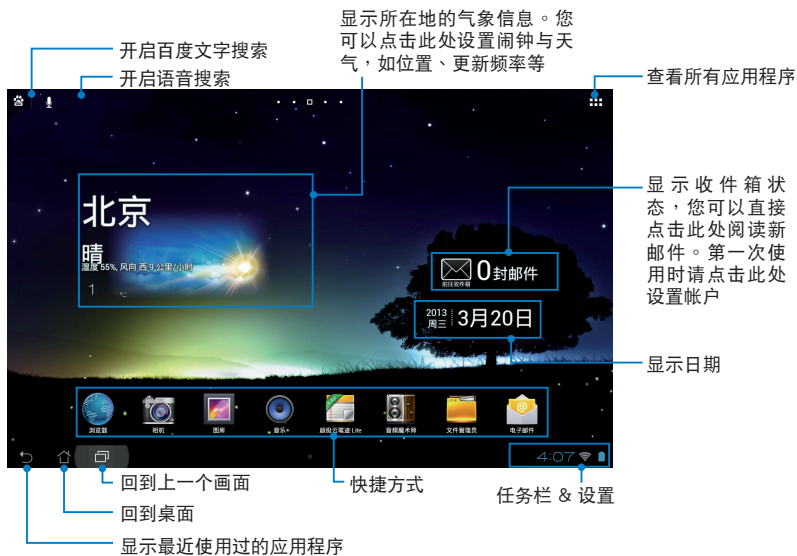 显示所在地的气象信息。您
可以点击此处设置闹钟与天
气，如位置、更新频率等
开启百度文字搜索
开启语音搜索
查看所有应用程序
北京
晴
湿度 55%, 风向 西 9 公里/小时
1
显示收件箱状
态，您可以直接
点击此处阅读新
邮件。第一次使
用时请点击此处
设置帐户
0封邮件
前往收件箱
2013
周三
3月20日
显示日期
浏览器
相机
图库
音乐
超级云笔迹 Lite
音频魔术师
文件管理员
电子邮件
4:07
回到上一个画面
快捷方式
任务栏 & 设置
回到桌面
显示最近使用过的应用程序